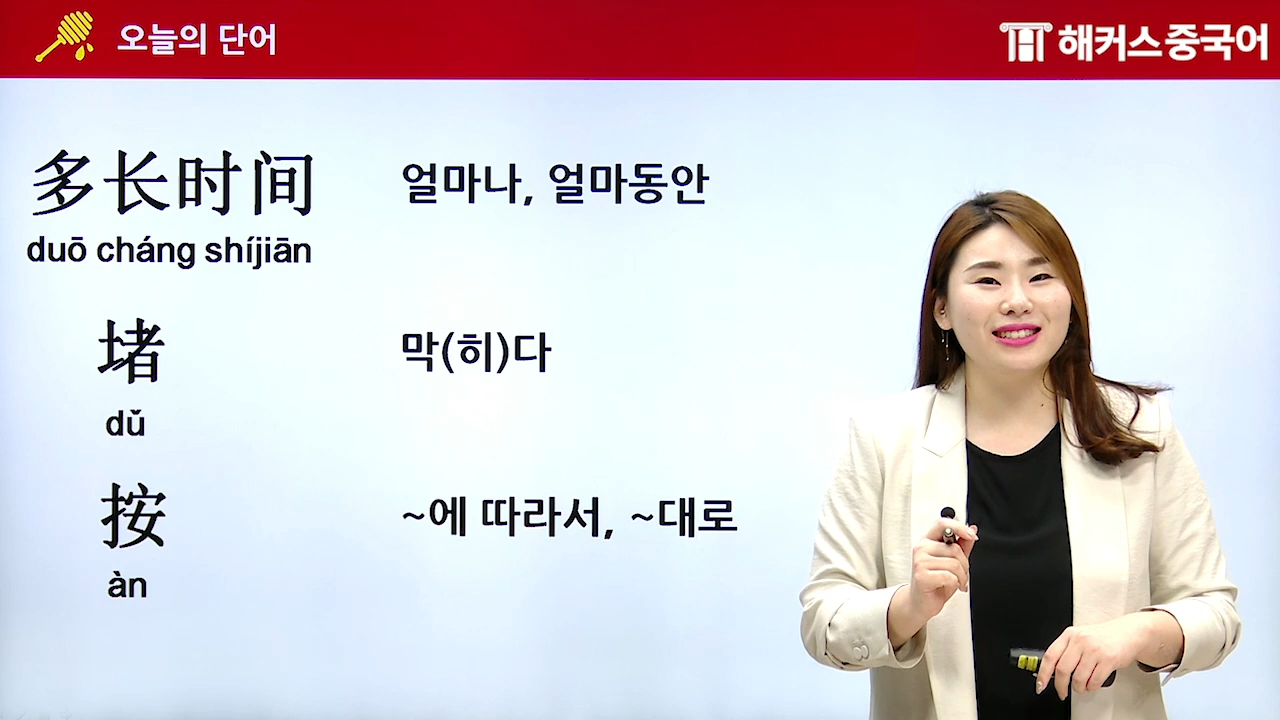 오늘의 단어
해커스중국어
多长时间 얼마나, 얼마동안
duō cháng shíjiān
堵 막(히)다
dǔ
按 ~에 따라서, ~대로
àn